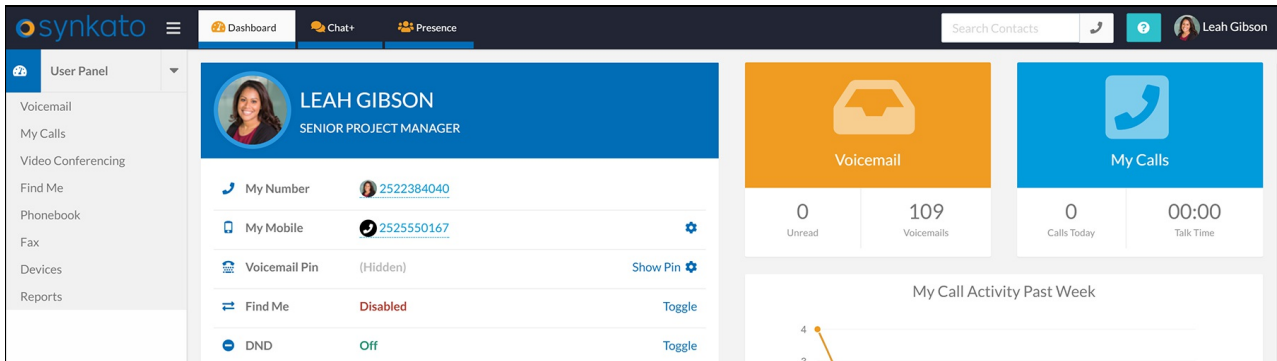 synkato
Dashboard
Chat+
Presence
Search Contacts
?
Leah Gibson
User Panel
Voicemail
My Calls
Video Conferencing
Find Me
Phonebook
Fax
Devices
Reports
LEAH GIBSON
SENIOR PROJECT MANAGER
My Number 2522384040
My Mobile 2525550167
Voicemail Pin (Hidden) Show Pin
Find Me Disabled Toggle
DND Off Toggle
Voicemail
0 109
Unread Voicemails
My Calls
0 00:00
Calls Today Talk Time
My Call Activity Past Week
4